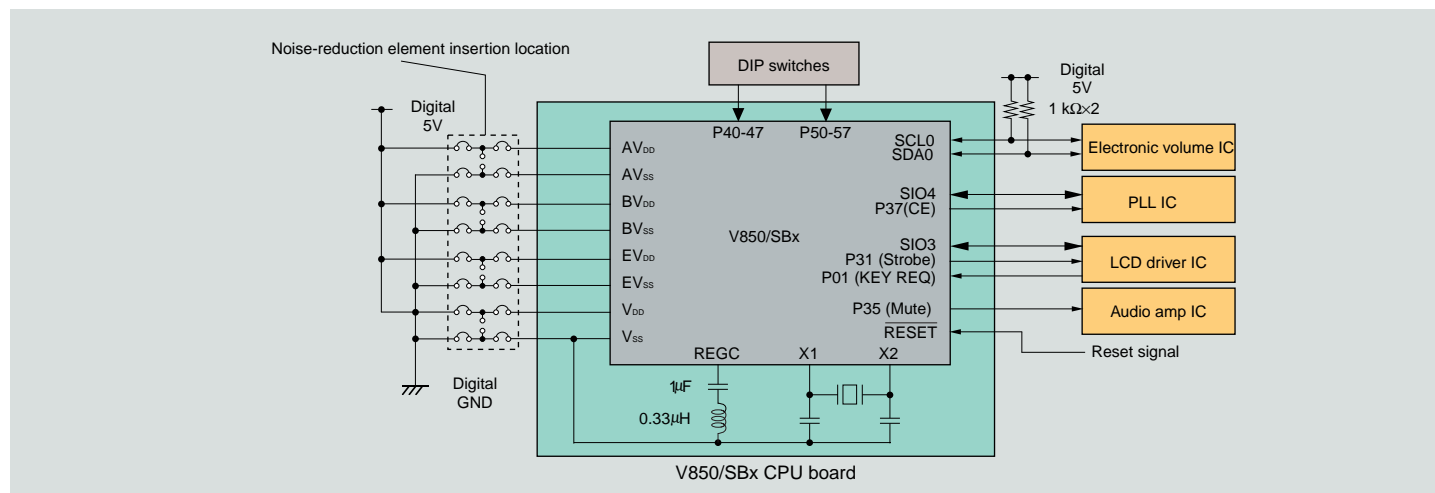 Noise-reduction element insertion location
DIP switches
Digital
5V
Digital
5V
1 kΩ×2
P40-47
P50-57
AVDD
AVSS
BVDD
BVSS
EVDD
EVSS
VDD
VSS
V850/SBx
SCL0
SDA0
SIO4
P37(CE)
SIO3
P31 (Strobe)
P01 (KEY REQ)
P35 (Mute)
RESET
REGC
X1
X2
Electronic volume IC
PLL IC
LCD driver IC
Audio amp IC
Reset signal
1μF
0.33μH
Digital
GND
V850/SBx CPU board